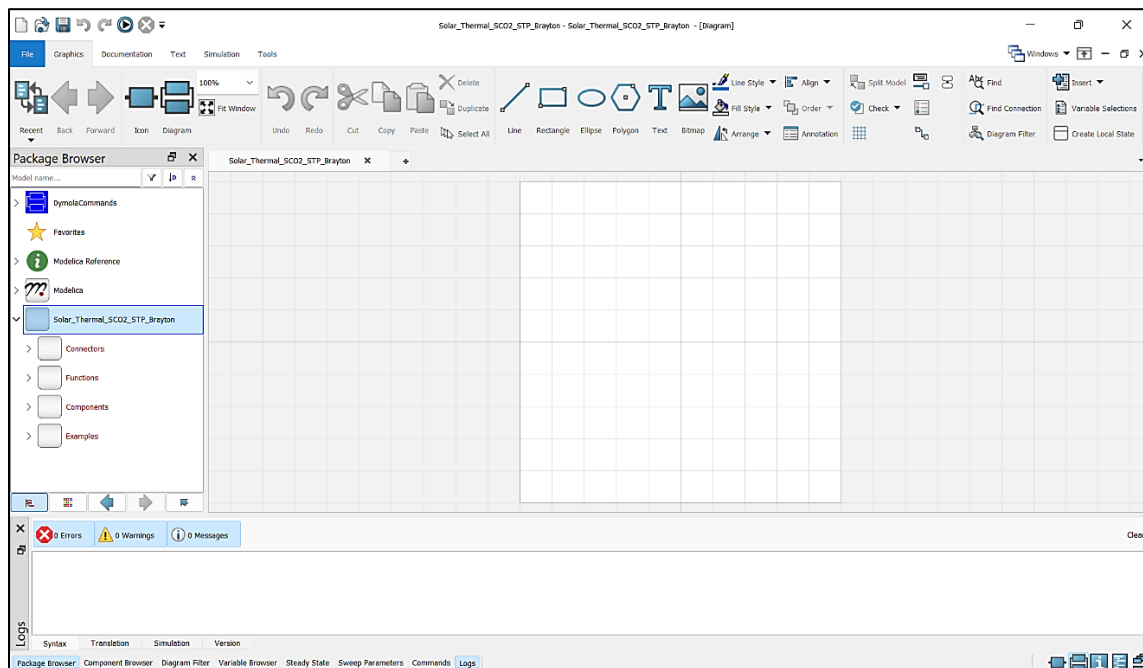 Solar_Thermal_SCO2_STP_Brayton - Solar_Thermal_SCO2_STP_Brayton - [Diagram]
File Graphics Documentation Text Simulation Tools Windows
100% Delete Line Style Align Split Model Find Insert
Fit Window Duplicate Fill Style Order Check Find Connection Variable Selections
Recent Back Forward Icon Diagram Undo Redo Cut Copy Paste Select All Line Rectangle Ellipse Polygon Text Bitmap Arrange Annotation Diagram Filter Create Local State
Package Browser
Solar_Thermal_SCO2_STP_Brayton
Model name...
DymolaCommands
Favorites
Modelica Reference
Modelica
Solar_Thermal_SCO2_STP_Brayton
Connectors
Functions
Components
Examples
0 Errors 0 Warnings 0 Messages Clear
Logs
Syntax Translation Simulation Version
Package Browser Component Browser Diagram Filter Variable Browser Steady State Sweep Parameters Commands Logs